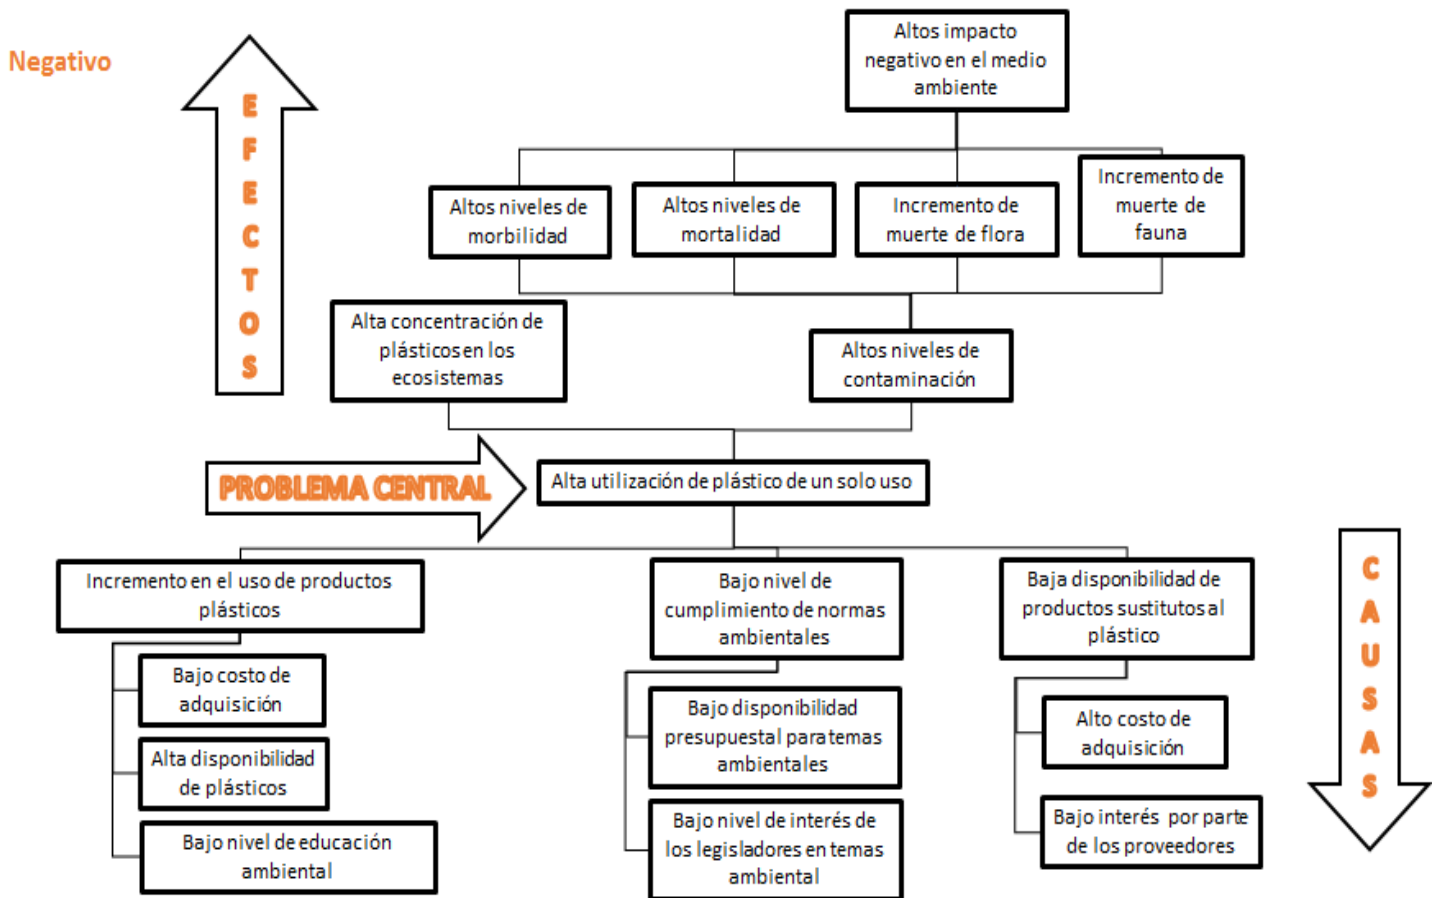 Negativo
EFECTOS
Altos impacto
negativo en el medio
ambiente
Altos niveles de
morbilidad
Altos niveles de
mortalidad
Incremento de
muerte de flora
Incremento de
muerte de
fauna
Alta concentración de
plásticos en los
ecosistemas
Altos niveles de
contaminación
PROBLEMA CENTRAL
Alta utilización de plástico de un solo uso
CAUSAS
Incremento en el uso de productos
plásticos
Bajo costo de
adquisición
Alta disponibilidad
de plásticos
Bajo nivel de educación
ambiental
Bajo nivel de
cumplimiento de normas
ambientales
Bajo disponibilidad
presupuestal para temas
ambientales
Bajo nivel de interés de
los legisladores en temas
ambiental
Baja disponibilidad de
productos sustitutos al
plástico
Alto costo de
adquisición
Bajo interés por parte
de los proveedores